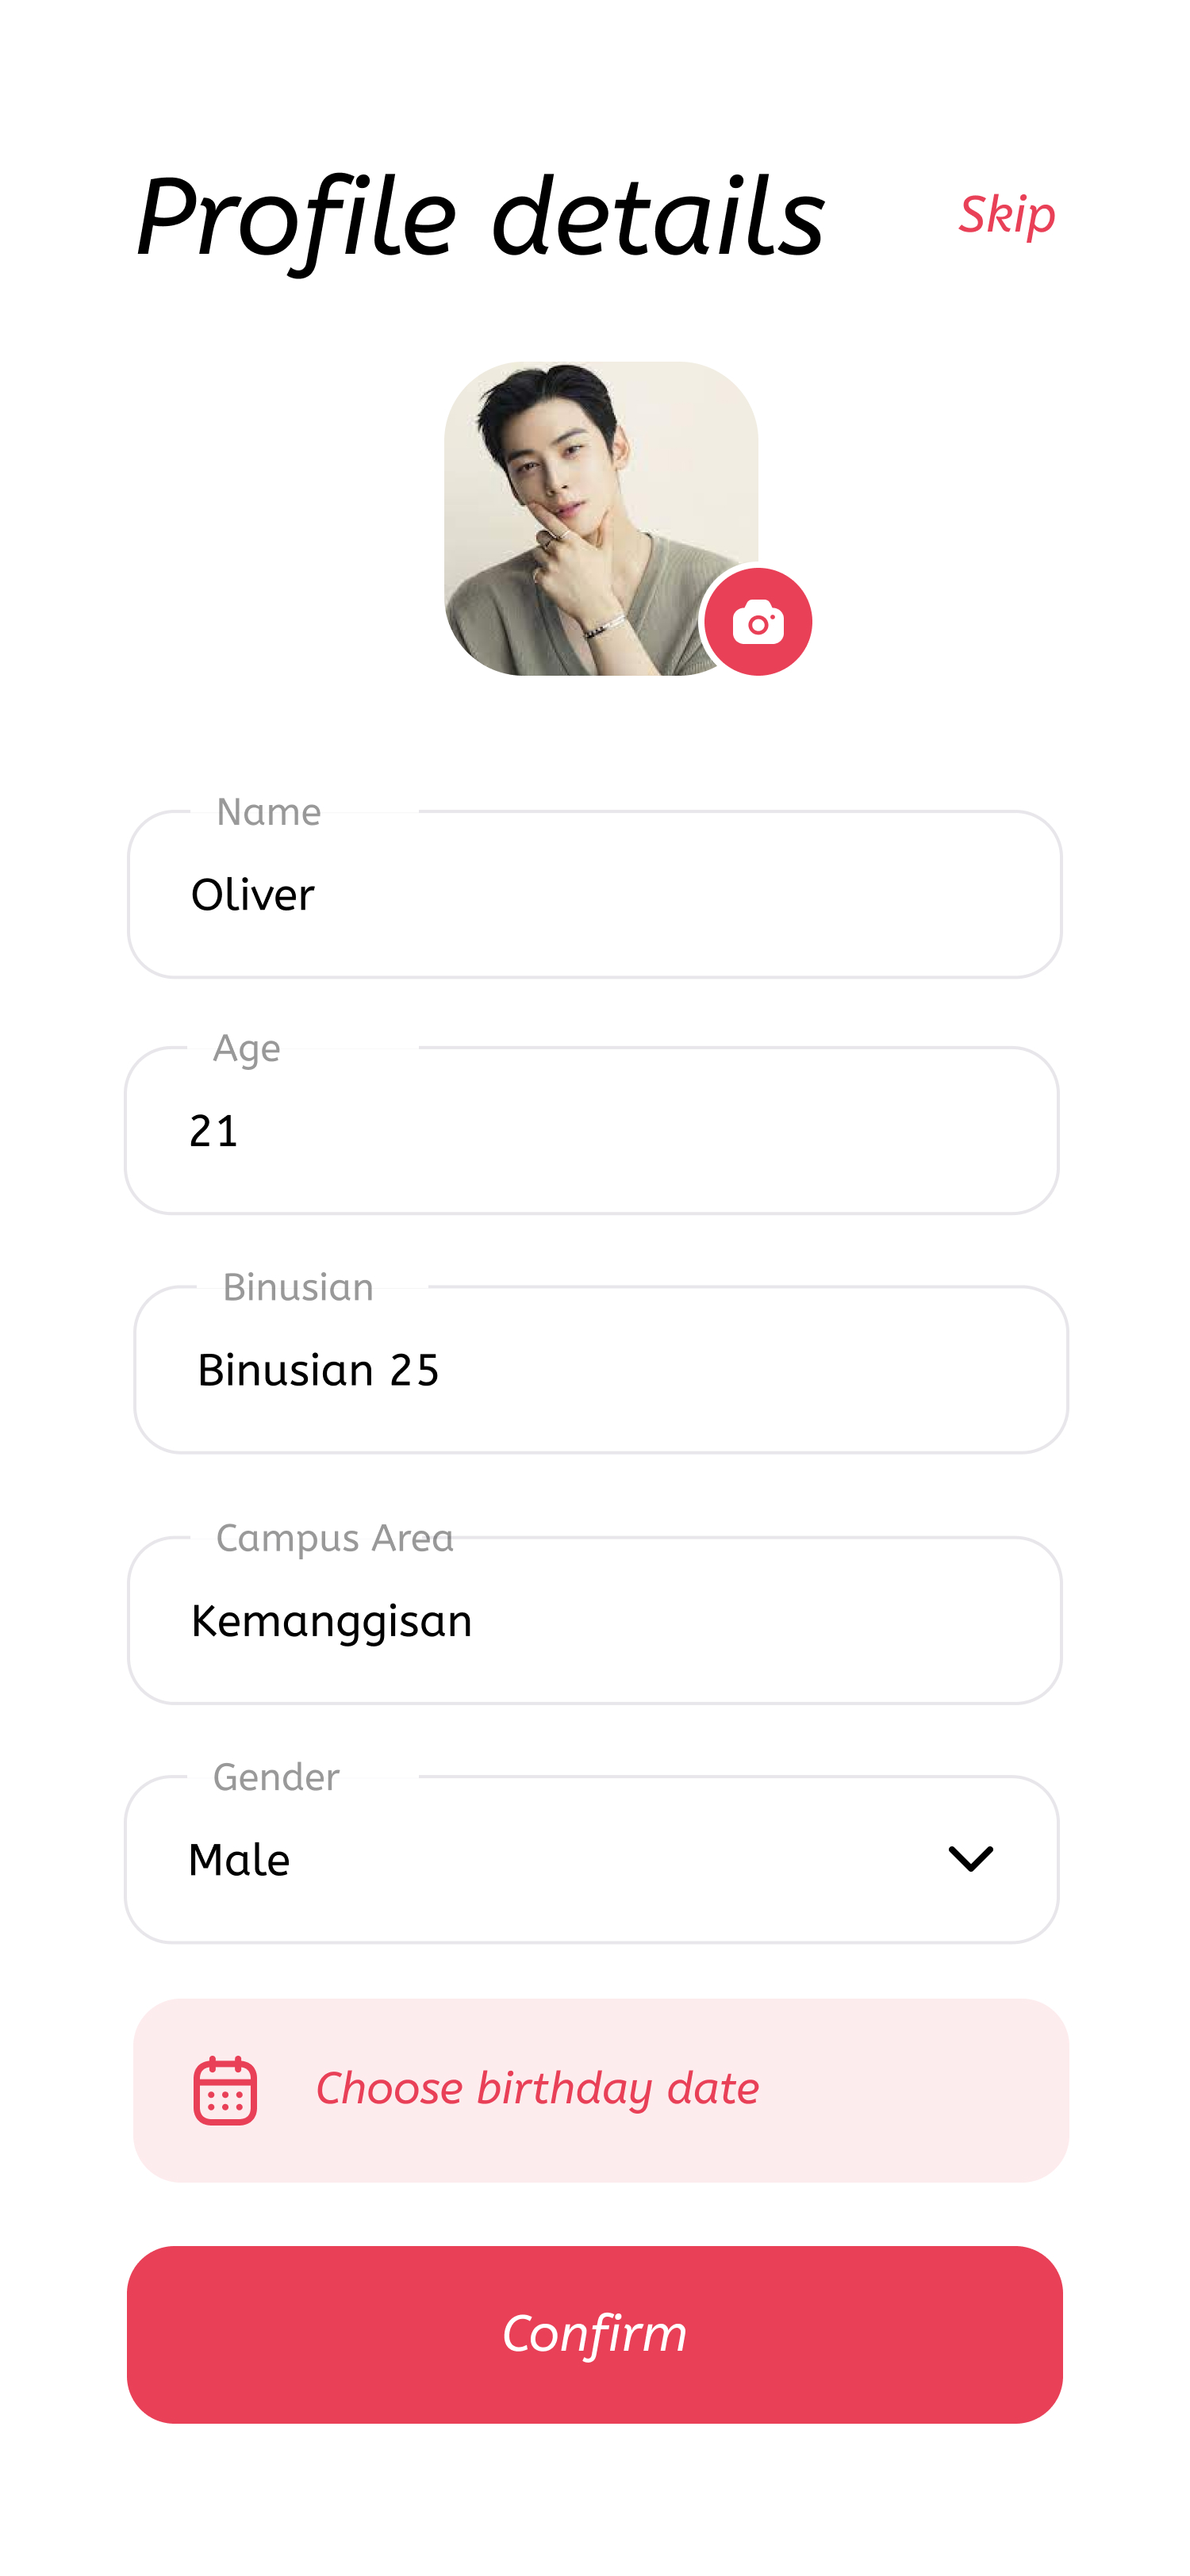 Profile details
Skip
Name
Oliver
Age
21
Binusian
Binusian 25
Campus Area
Kemanggisan
Gender
Male
Choose birthday date
Confirm